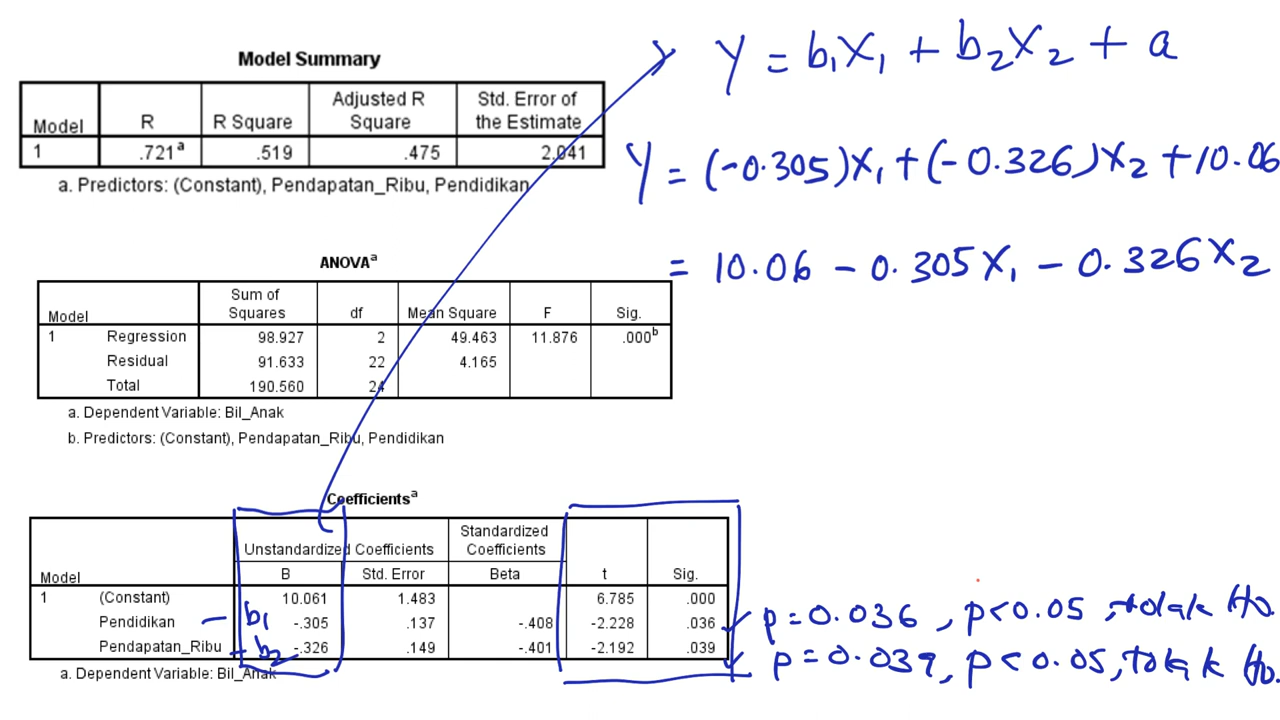 Model Summary
Y = b₁X₁ + b₂X₂ + a
Model R R Square Adjusted R Square Std. Error of the Estimate
1 .721ᵃ .519 .475 2.041
a. Predictors: (Constant), Pendapatan_Ribu, Pendidikan
Y = (-0.305)X₁ + (-0.326)X₂ + 10.06
= 10.06 - 0.305X₁ - 0.326X₂
ANOVAᵃ
Model Sum of Squares df Mean Square F Sig.
1 Regression 98.927 2 49.463 11.876 .000ᵇ
Residual 91.633 22 4.165
Total 190.560 24
a. Dependent Variable: Bil_Anak
b. Predictors: (Constant), Pendapatan_Ribu, Pendidikan
Coefficientsᵃ
Unstandardized Coefficients Standardized Coefficients
Model B Std. Error Beta t Sig.
1 (Constant) 10.061 1.483 6.785 .000
Pendidikan b₁ -.305 .137 -.408 -2.228 .036 p = 0.036, p < 0.05, tolak Ho.
Pendapatan_Ribu b₂ -.326 .149 -.401 -2.192 .039 p = 0.039, p < 0.05, tolak Ho.
a. Dependent Variable: Bil_Anak